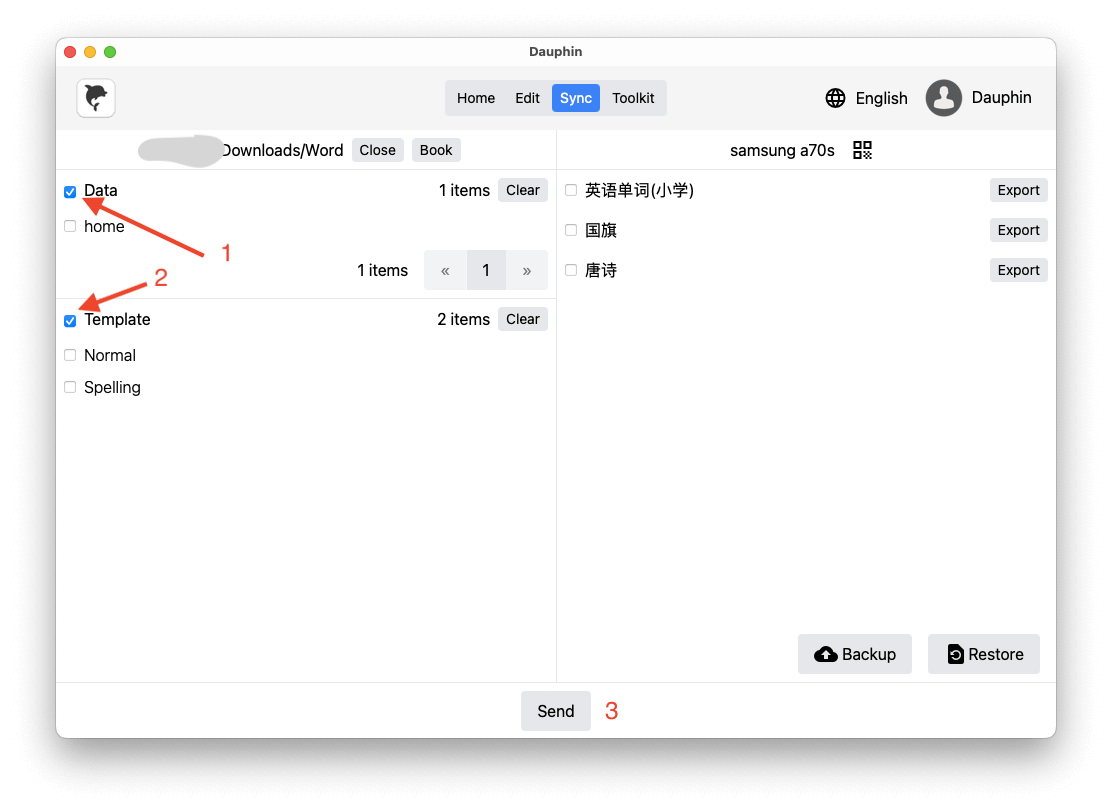 Dauphin
Home Edit Sync Toolkit English Dauphin
Downloads/Word Close Book
samsung a70s
Data 1 items Clear
home
1
1 items « 1 »
2
Template 2 items Clear
Normal
Spelling
英语单词(小学) Export
国旗 Export
唐诗 Export
Backup Restore
Send 3